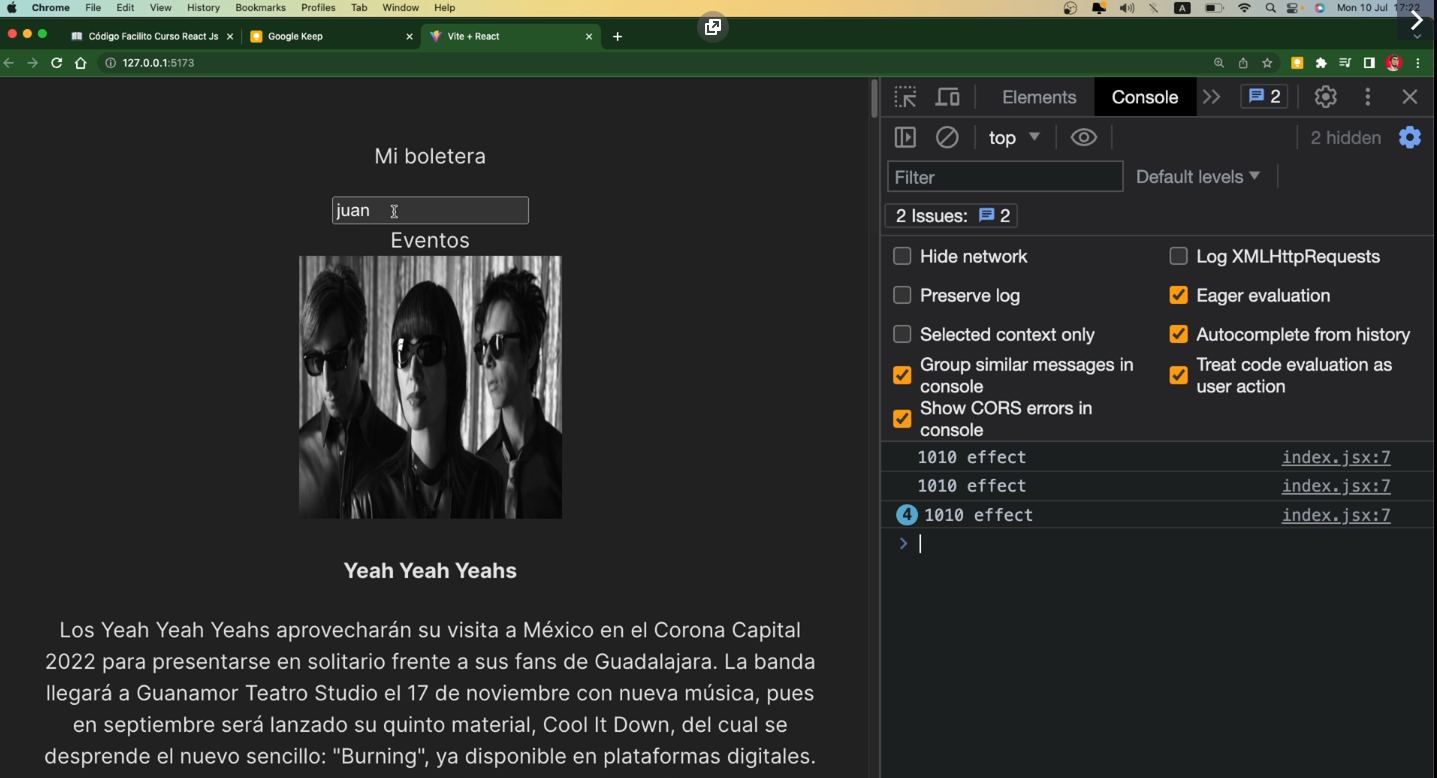 Chrome File Edit View History Bookmarks Profiles Tab Window Help A Mon 10 Jul 17:22
Código Facilito Curso React Js Google Keep Vite + React
127.0.0.1:5173
Elements Console 2
top 2 hidden
Filter Default levels
2 Issues: 2
Hide network Log XMLHttpRequests
Preserve log Eager evaluation
Selected context only Autocomplete from history
Group similar messages in console Treat code evaluation as user action
Show CORS errors in console
1010 effect index.jsx:7
1010 effect index.jsx:7
4 1010 effect index.jsx:7
Mi boletera
juan
Eventos
Yeah Yeah Yeahs
Los Yeah Yeah Yeahs aprovecharán su visita a México en el Corona Capital
2022 para presentarse en solitario frente a sus fans de Guadalajara. La banda
llegará a Guanamor Teatro Studio el 17 de noviembre con nueva música, pues
en septiembre será lanzado su quinto material, Cool It Down, del cual se
desprende el nuevo sencillo: "Burning", ya disponible en plataformas digitales.